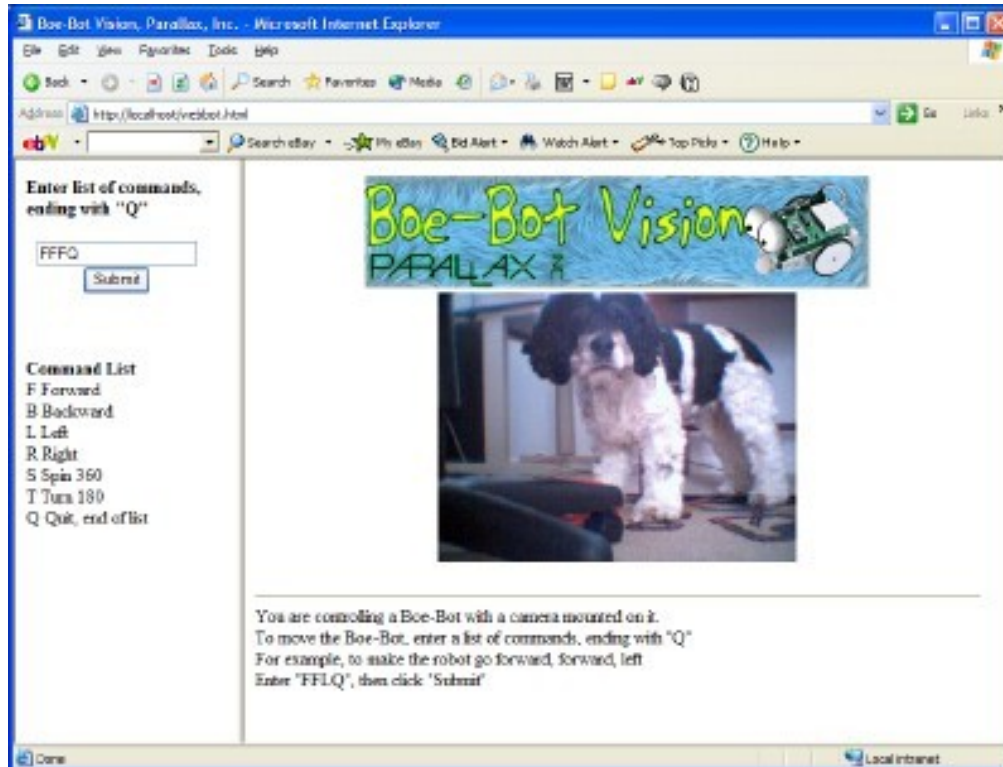 Boe-Bot Vision, Parallax, Inc. - Microsoft Internet Explorer
File Edit View Favorites Tools Help
Back Search Favorites Media
Address http://localhost/webbot.html Go Links
ebY Search eBay My eBay Bid Alert Watch Alert Top Picks Help
Enter list of commands,
ending with "Q"
FFFQ
Submit
Command List
F Forward
B Backward
L Left
R Right
S Spin 360
T Turn 180
Q Quit, end of list
Boe-Bot Vision
PARALLAX
You are controlling a Boe-Bot with a camera mounted on it.
To move the Boe-Bot, enter a list of commands, ending with "Q"
For example, to make the robot go forward, forward, left
Enter "FFLQ", then click "Submit"
Done Local intranet